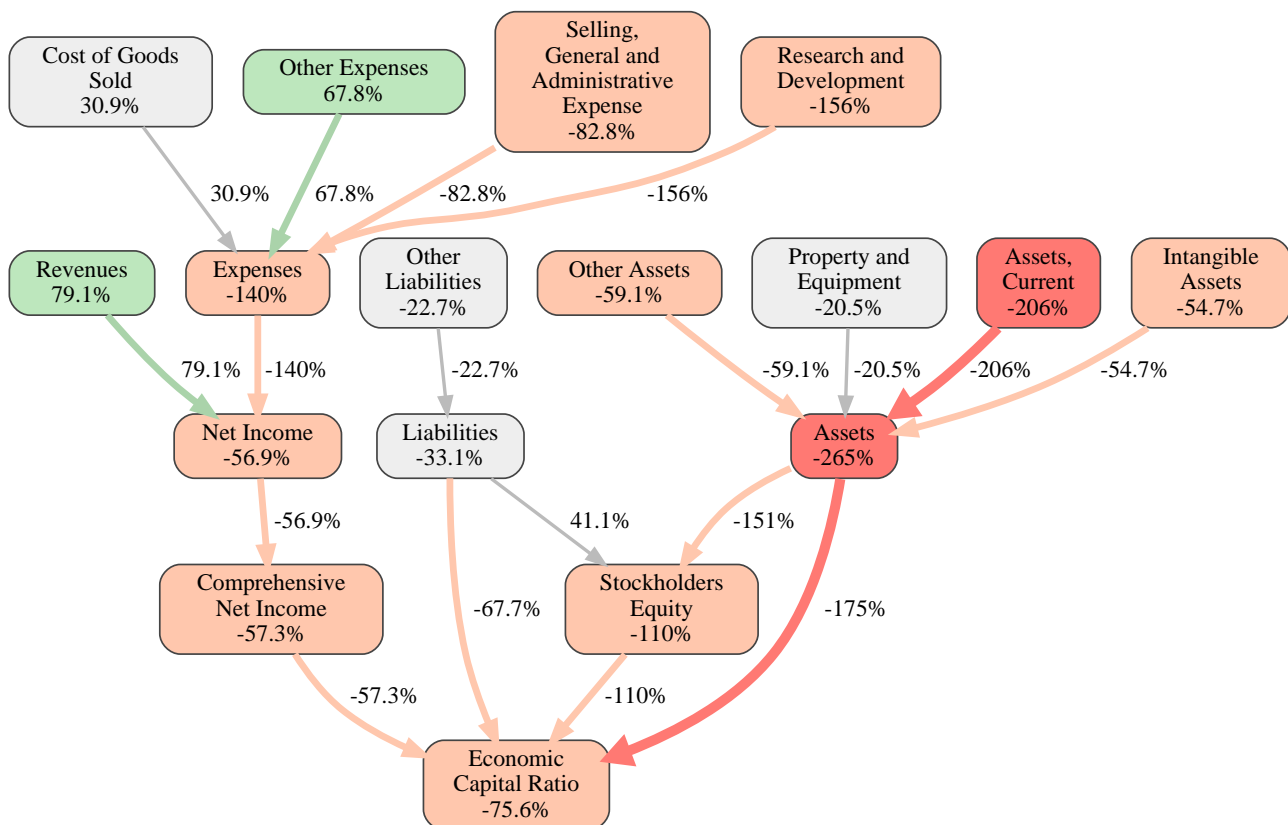 Cost of Goods
Sold
30.9%
Other Expenses
67.8%
Selling,
General and
Administrative
Expense
-82.8%
Research and
Development
-156%
30.9%
67.8%
-82.8%
-156%
Revenues
79.1%
Expenses
-140%
Other
Liabilities
-22.7%
Other Assets
-59.1%
Property and
Equipment
-20.5%
Assets,
Current
-206%
Intangible
Assets
-54.7%
79.1%
-140%
-22.7%
-59.1%
-20.5%
-206%
-54.7%
Net Income
-56.9%
Liabilities
-33.1%
Assets
-265%
-56.9%
41.1%
-151%
Comprehensive
Net Income
-57.3%
-67.7%
Stockholders
Equity
-110%
-175%
-57.3%
-110%
Economic
Capital Ratio
-75.6%